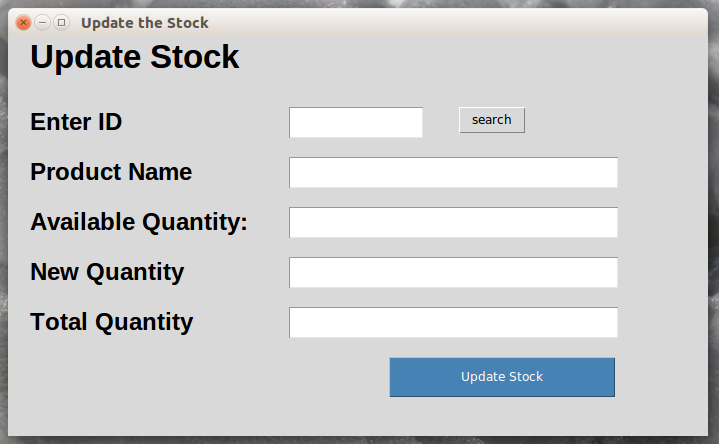 Update the Stock
Update Stock
Enter ID
search
Product Name
Available Quantity:
New Quantity
Total Quantity
Update Stock